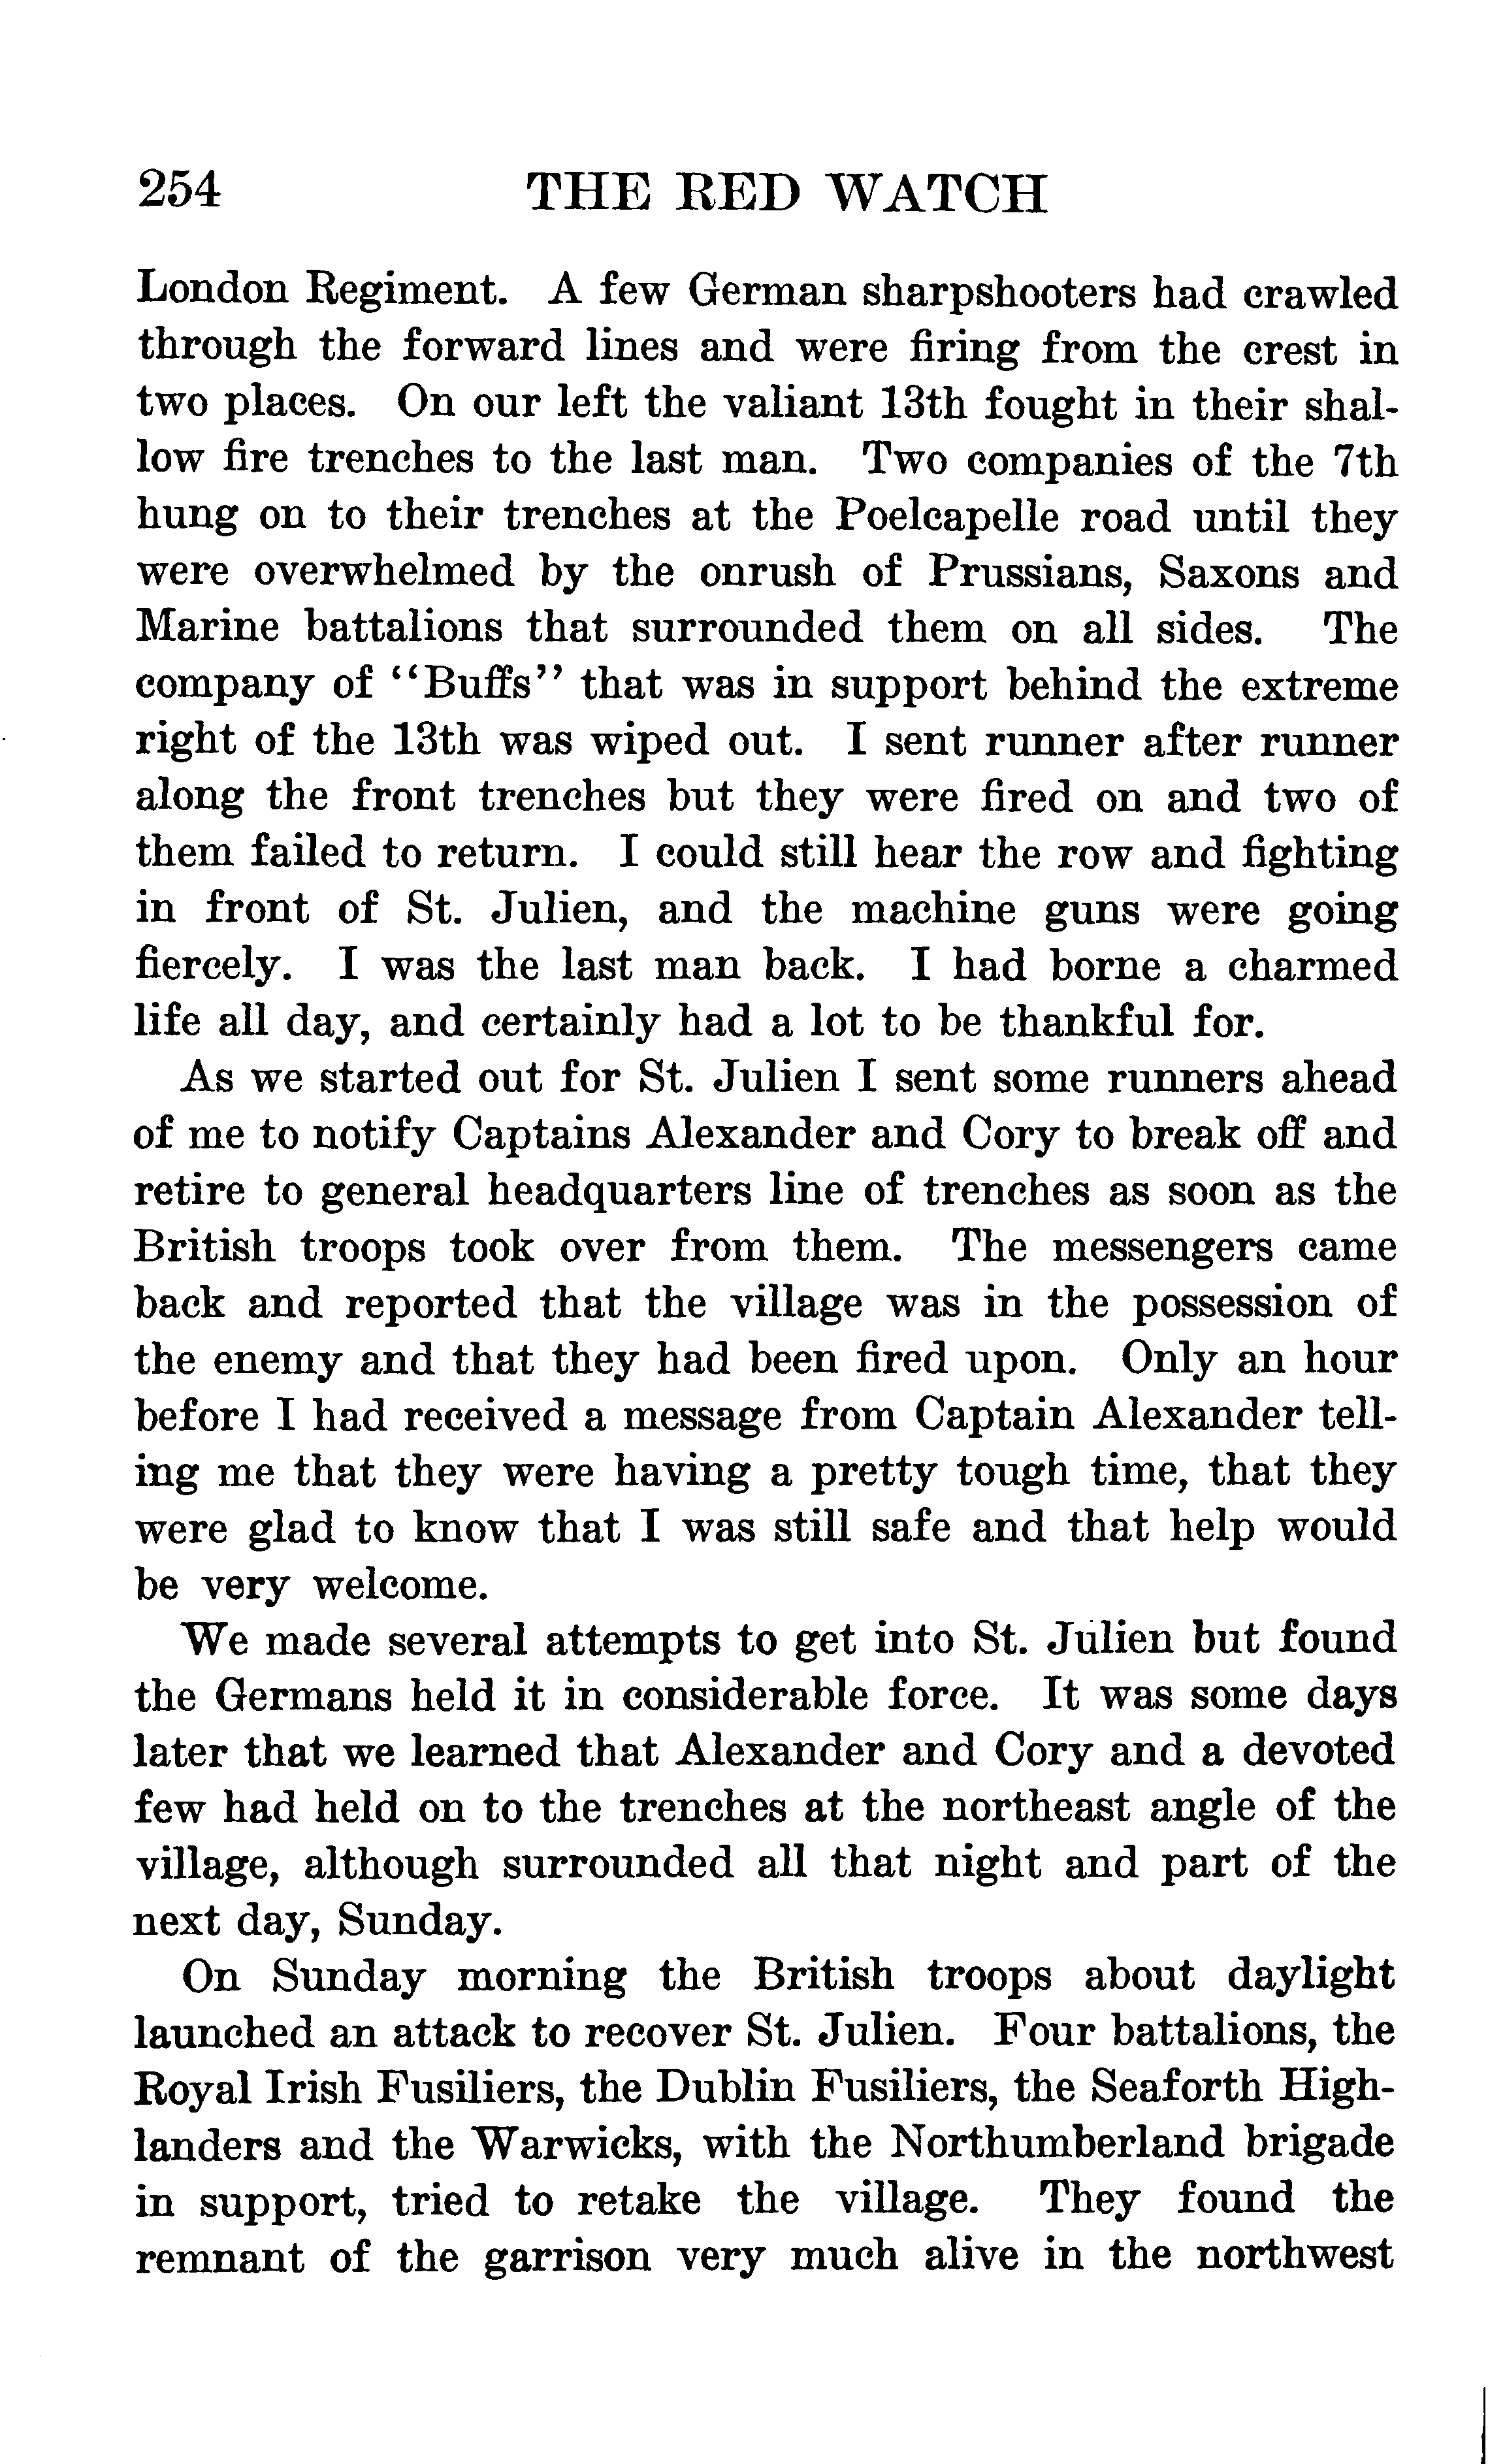 254 THE RED WATCH
London Regiment. A few German sharpshooters had crawled
through the forward lines and were firing from the crest in
two places. On our left the valiant 13th fought in their shal-
low fire trenches to the last man. Two companies of the 7th
hung on to their trenches at the Poelcapelle road until they
were overwhelmed by the onrush of Prussians, Saxons and
Marine battalions that surrounded them on all sides. The
company of "Buffs" that was in support behind the extreme
right of the 13th was wiped out. I sent runner after runner
along the front trenches but they were fired on and two of
them failed to return. I could still hear the row and fighting
in front of St. Julien, and the machine guns were going
fiercely. I was the last man back. I had borne a charmed
life all day, and certainly had a lot to be thankful for.
As we started out for St. Julien I sent some runners ahead
of me to notify Captains Alexander and Cory to break off and
retire to general headquarters line of trenches as soon as the
British troops took over from them. The messengers came
back and reported that the village was in the possession of
the enemy and that they had been fired upon. Only an hour
before I had received a message from Captain Alexander tell-
ing me that they were having a pretty tough time, that they
were glad to know that I was still safe and that help would
be very welcome.
We made several attempts to get into St. Julien but found
the Germans held it in considerable force. It was some days
later that we learned that Alexander and Cory and a devoted
few had held on to the trenches at the northeast angle of the
village, although surrounded all that night and part of the
next day, Sunday.
On Sunday morning the British troops about daylight
launched an attack to recover St. Julien. Four battalions, the
Royal Irish Fusiliers, the Dublin Fusiliers, the Seaforth High-
landers and the Warwicks, with the Northumberland brigade
in support, tried to retake the village. They found the
remnant of the garrison very much alive in the northwest